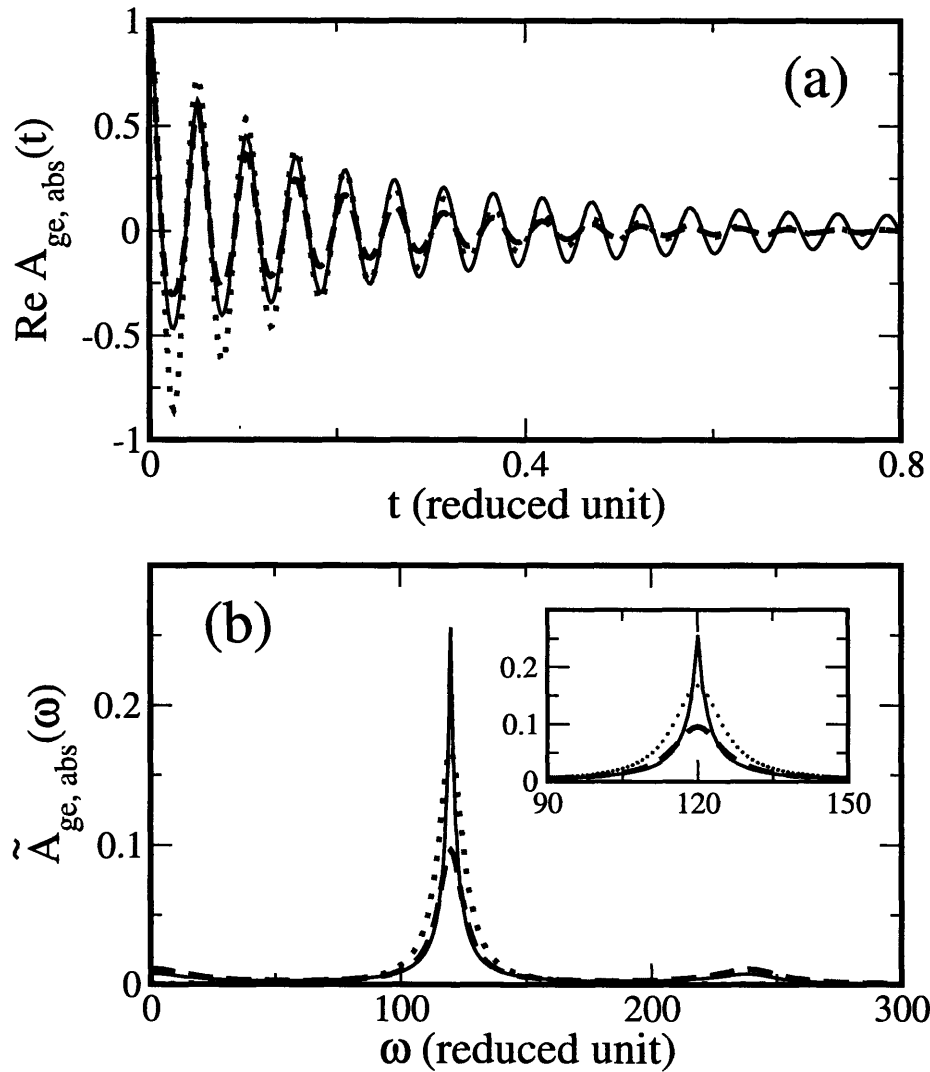 (a)
1
0.5
0
-0.5
-1
Re A_ge, abs(t)
0 0.4 0.8
t (reduced unit)
(b)
0.2
0.1
0
Ã_ge, abs(ω)
0.2
0.1
0
90 120 150
0 100 200 300
ω (reduced unit)